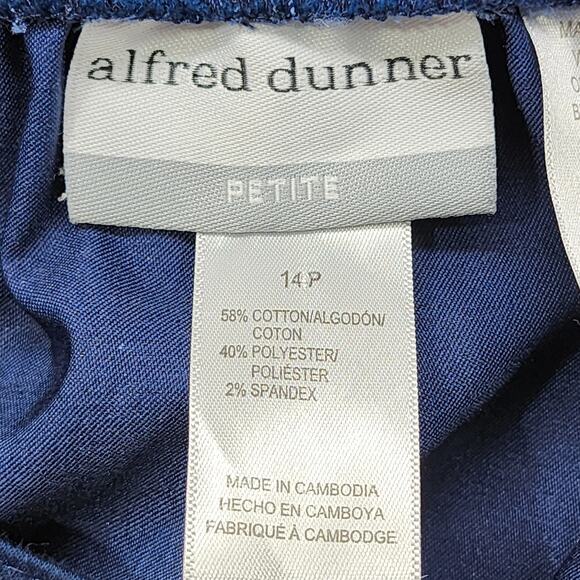 alfred dunner
PETITE
14P
58% COTTON/ALGODÓN/
COTON
40% POLYESTER/
POLIÉSTER
2% SPANDEX
MADE IN CAMBODIA
HECHO EN CAMBOYA
FABRIQUÉ À CAMBODGE